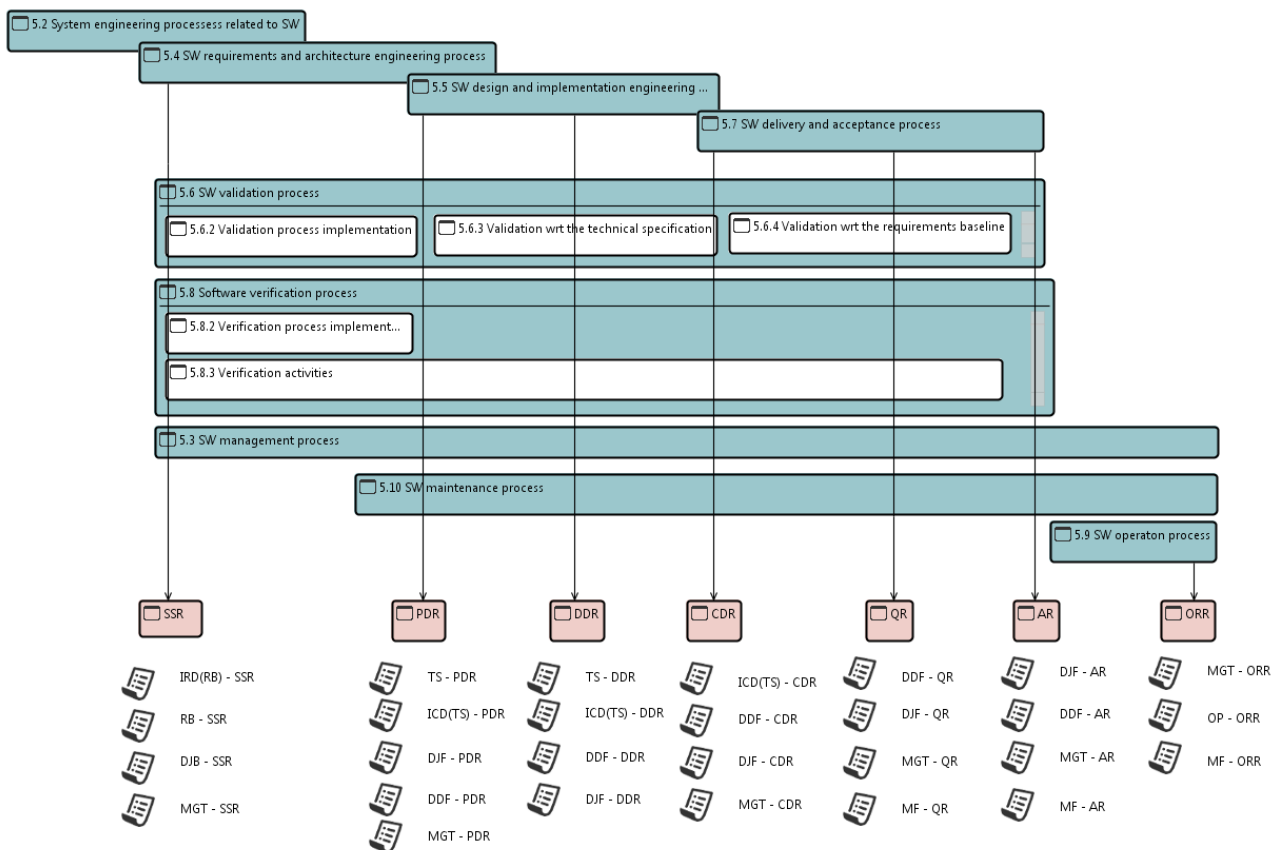 5.2 System engineering processess related to SW
5.4 SW requirements and architecture engineering process
5.5 SW design and implementation engineering ...
5.7 SW delivery and acceptance process
5.6 SW validation process
5.6.2 Validation process implementation
5.6.3 Validation wrt the technical specification
5.6.4 Validation wrt the requirements baseline
5.8 Software verification process
5.8.2 Verification process implement...
5.8.3 Verification activities
5.3 SW management process
5.10 SW maintenance process
5.9 SW operaton process
SSR
PDR
DDR
CDR
QR
AR
ORR
IRD(RB) - SSR
RB - SSR
DJB - SSR
MGT - SSR
TS - PDR
ICD(TS) - PDR
DJF - PDR
DDF - PDR
MGT - PDR
TS - DDR
ICD(TS) - DDR
DDF - DDR
DJF - DDR
ICD(TS) - CDR
DDF - CDR
DJF - CDR
MGT - CDR
DDF - QR
DJF - QR
MGT - QR
MF - QR
DJF - AR
DDF - AR
MGT - AR
MF - AR
MGT - ORR
OP - ORR
MF - ORR